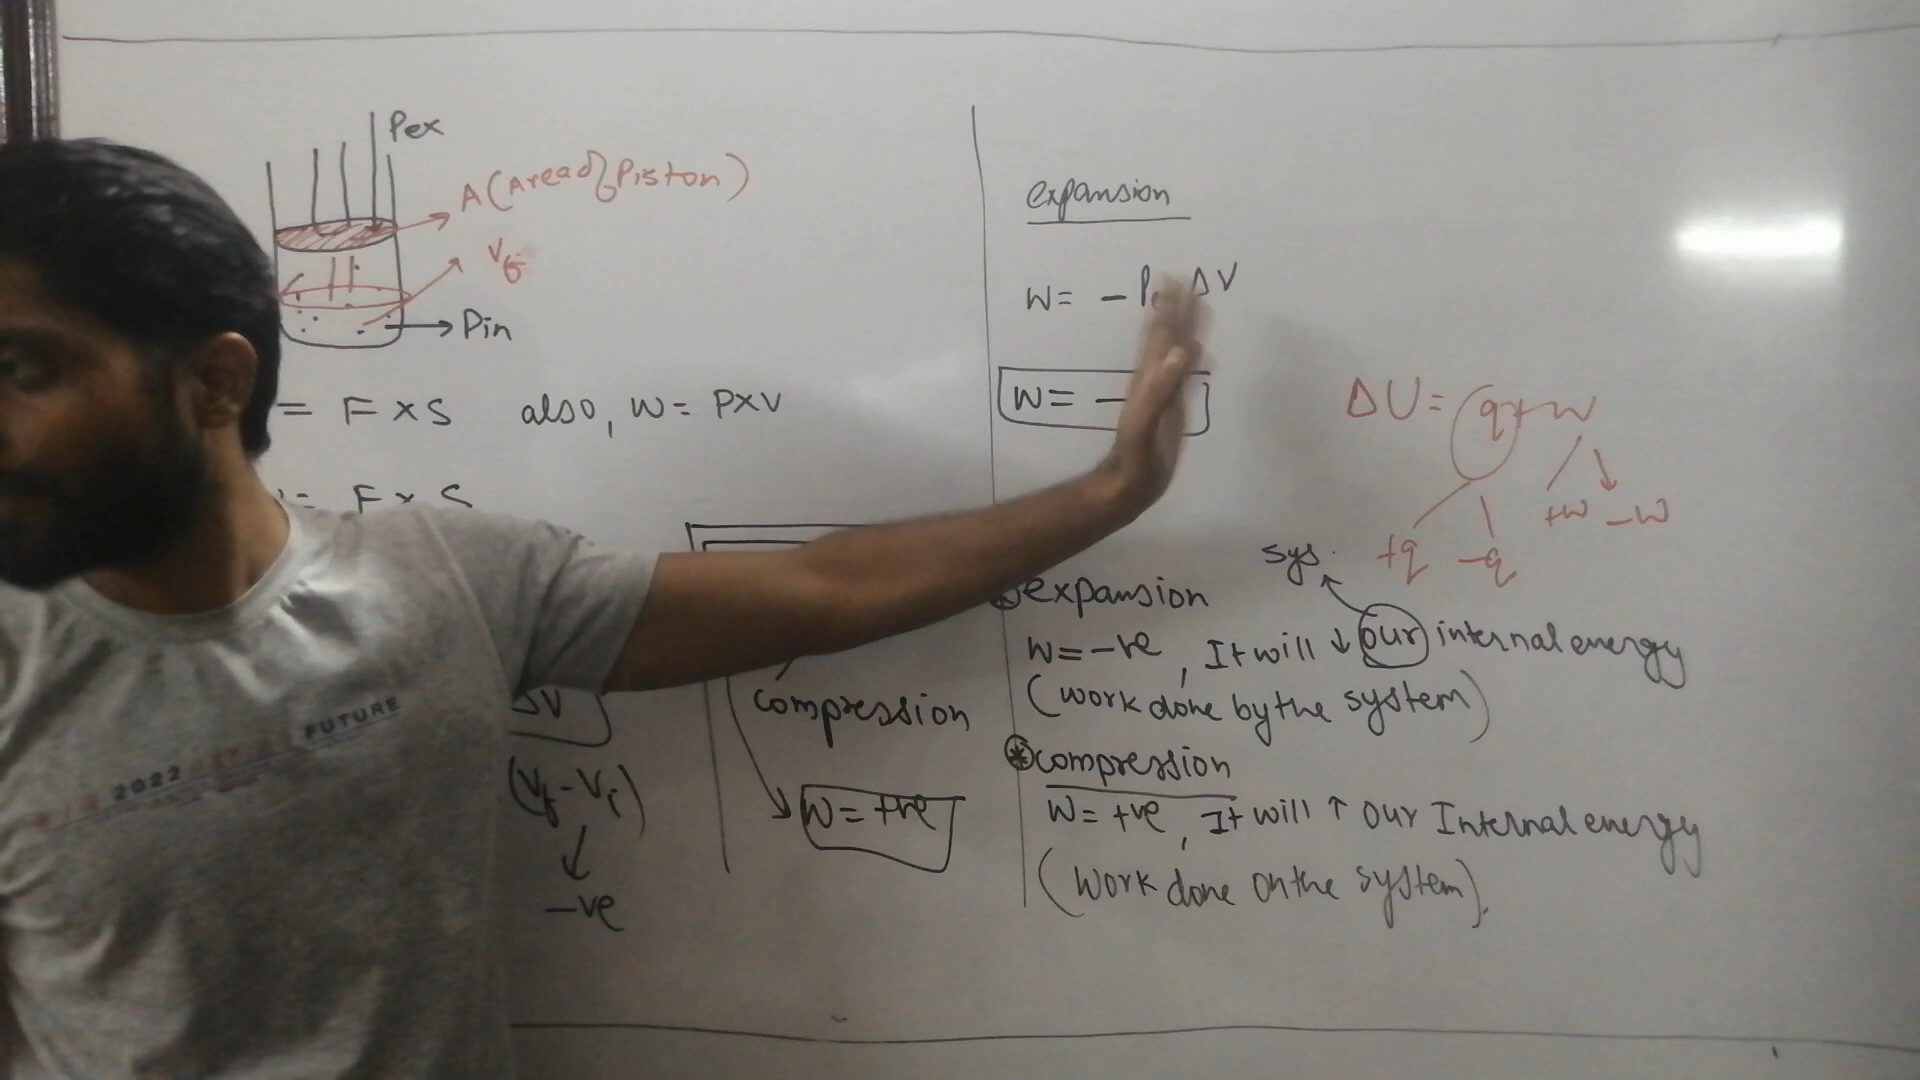 Pex
A (Area of Piston)
Vf
Pin
= F × S also, W = P×V
= F × S
ΔV
(Vf - Vi)
-ve
compression
W = +ve
expansion
W = - ΔV
W = -
ΔU = q + w
+w -w
+q -q
sys.
expansion
W = -ve, It will ↓ our internal energy
(work done by the system)
* compression
W = +ve, It will ↑ our Internal energy
(Work done on the system).
2022 FUTURE